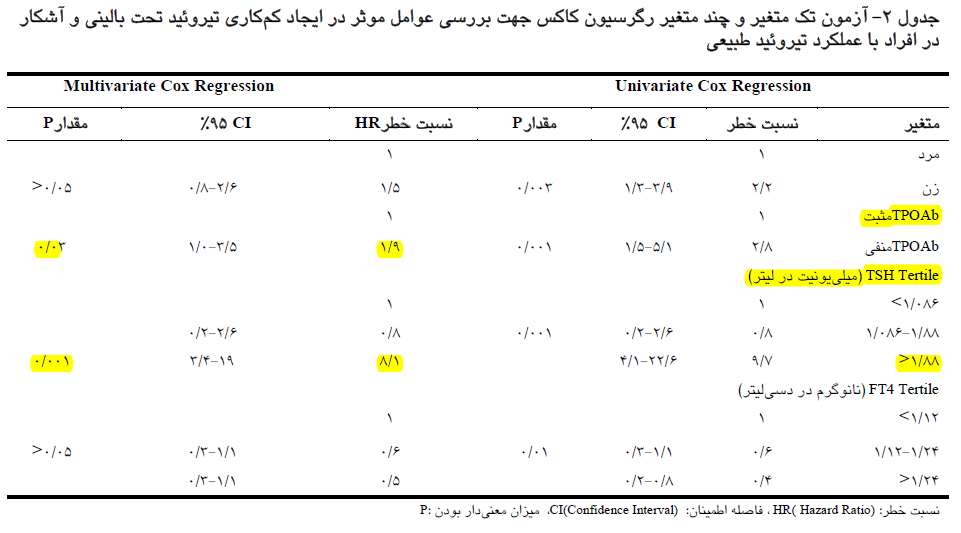 جدول ۲- آزمون تک متغیر و چند متغیر رگرسیون کاکس جهت بررسی عوامل موثر در ایجاد کم‌کاری تیروئید تحت بالینی و آشکار
در افراد با عملکرد تیروئید طبیعی
Univariate Cox Regression Multivariate Cox Regression
متغیر نسبت خطر ۹۵٪ CI مقدارP نسبت خطرHR ۹۵٪ CI مقدارP
مرد ۱ ۱
زن ۲/۲ ۱/۳-۳/۹ ۰/۰۰۳ ۱/۵ ۰/۸-۲/۶ >۰/۰۵
TPOAbمثبت ۱ ۱
TPOAbمنفی ۲/۸ ۱/۵-۵/۱ ۰/۰۰۱ ۱/۹ ۱/۰-۳/۵ ۰/۰۳
TSH Tertile (میلی‌یونیت در لیتر)
<۱/۰۸۶ ۱ ۱
۱/۰۸۶-۱/۸۸ ۰/۸ ۰/۲-۲/۶ ۰/۰۰۱ ۰/۸ ۰/۲-۲/۶
>۱/۸۸ ۹/۷ ۴/۱-۲۲/۶ ۸/۱ ۳/۴-۱۹ ۰/۰۰۱
FT4 Tertile (نانوگرم در دسی‌لیتر)
<۱/۱۲ ۱ ۱
۱/۱۲-۱/۲۴ ۰/۶ ۰/۳-۱/۱ ۰/۰۱ ۰/۶ ۰/۳-۱/۱ >۰/۰۵
>۱/۲۴ ۰/۴ ۰/۲-۰/۸ ۰/۵ ۰/۳-۱/۱
نسبت خطر: HR( Hazard Ratio)، فاصله اطمینان: CI(Confidence Interval)، میزان معنی‌دار بودن :P